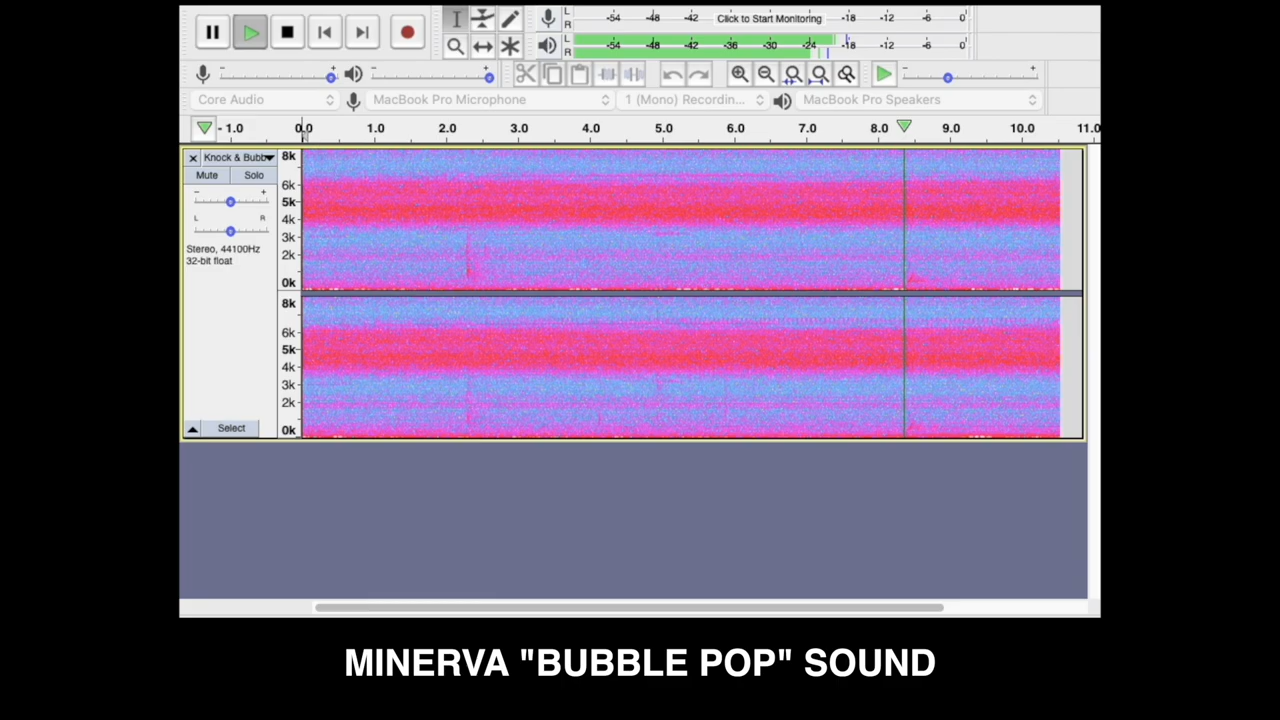 L
R
-54 -48 -42 Click to Start Monitoring -18 -12 -6 0
L
R
-54 -48 -42 -36 -30 -24 -18 -12 -6 0
- + - + - +
Core Audio MacBook Pro Microphone 1 (Mono) Recordin... MacBook Pro Speakers
- 1.0 0.0 1.0 2.0 3.0 4.0 5.0 6.0 7.0 8.0 9.0 10.0 11.0
Knock & Bubb
Mute Solo
- +
L R
Stereo, 44100Hz
32-bit float
8k
6k
5k
4k
3k
2k
0k
8k
6k
5k
4k
3k
2k
0k
Select
MINERVA "BUBBLE POP" SOUND